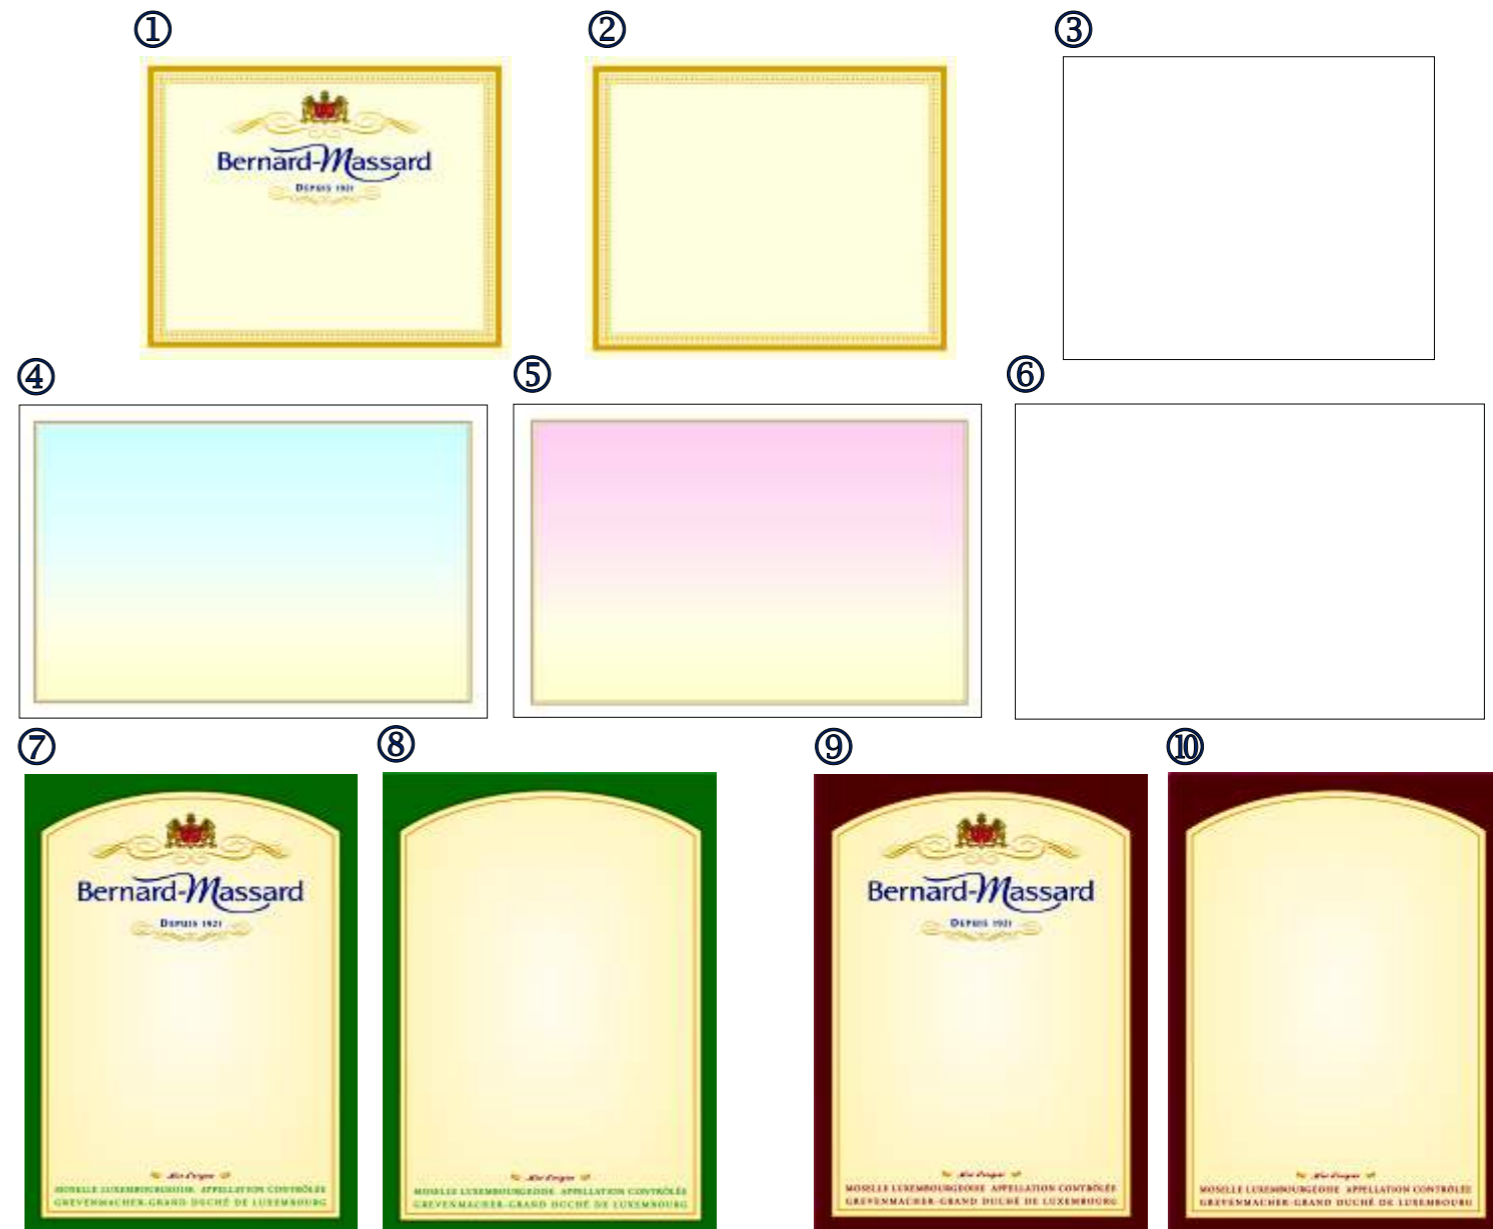 ①
②
③
Bernard-Massard
DEPUIS 1921
④
⑤
⑥
⑦
⑧
⑨
⑩
Bernard-Massard
DEPUIS 1921
Bernard-Massard
DEPUIS 1921
MOSELLE LUXEMBOURGEOISE APPELLATION CONTRÔLÉE
GREVENMACHER-GRAND DUCHÉ DE LUXEMBOURG
MOSELLE LUXEMBOURGEOISE APPELLATION CONTRÔLÉE
GREVENMACHER-GRAND DUCHÉ DE LUXEMBOURG
MOSELLE LUXEMBOURGEOISE APPELLATION CONTRÔLÉE
GREVENMACHER-GRAND DUCHÉ DE LUXEMBOURG
MOSELLE LUXEMBOURGEOISE APPELLATION CONTRÔLÉE
GREVENMACHER-GRAND DUCHÉ DE LUXEMBOURG